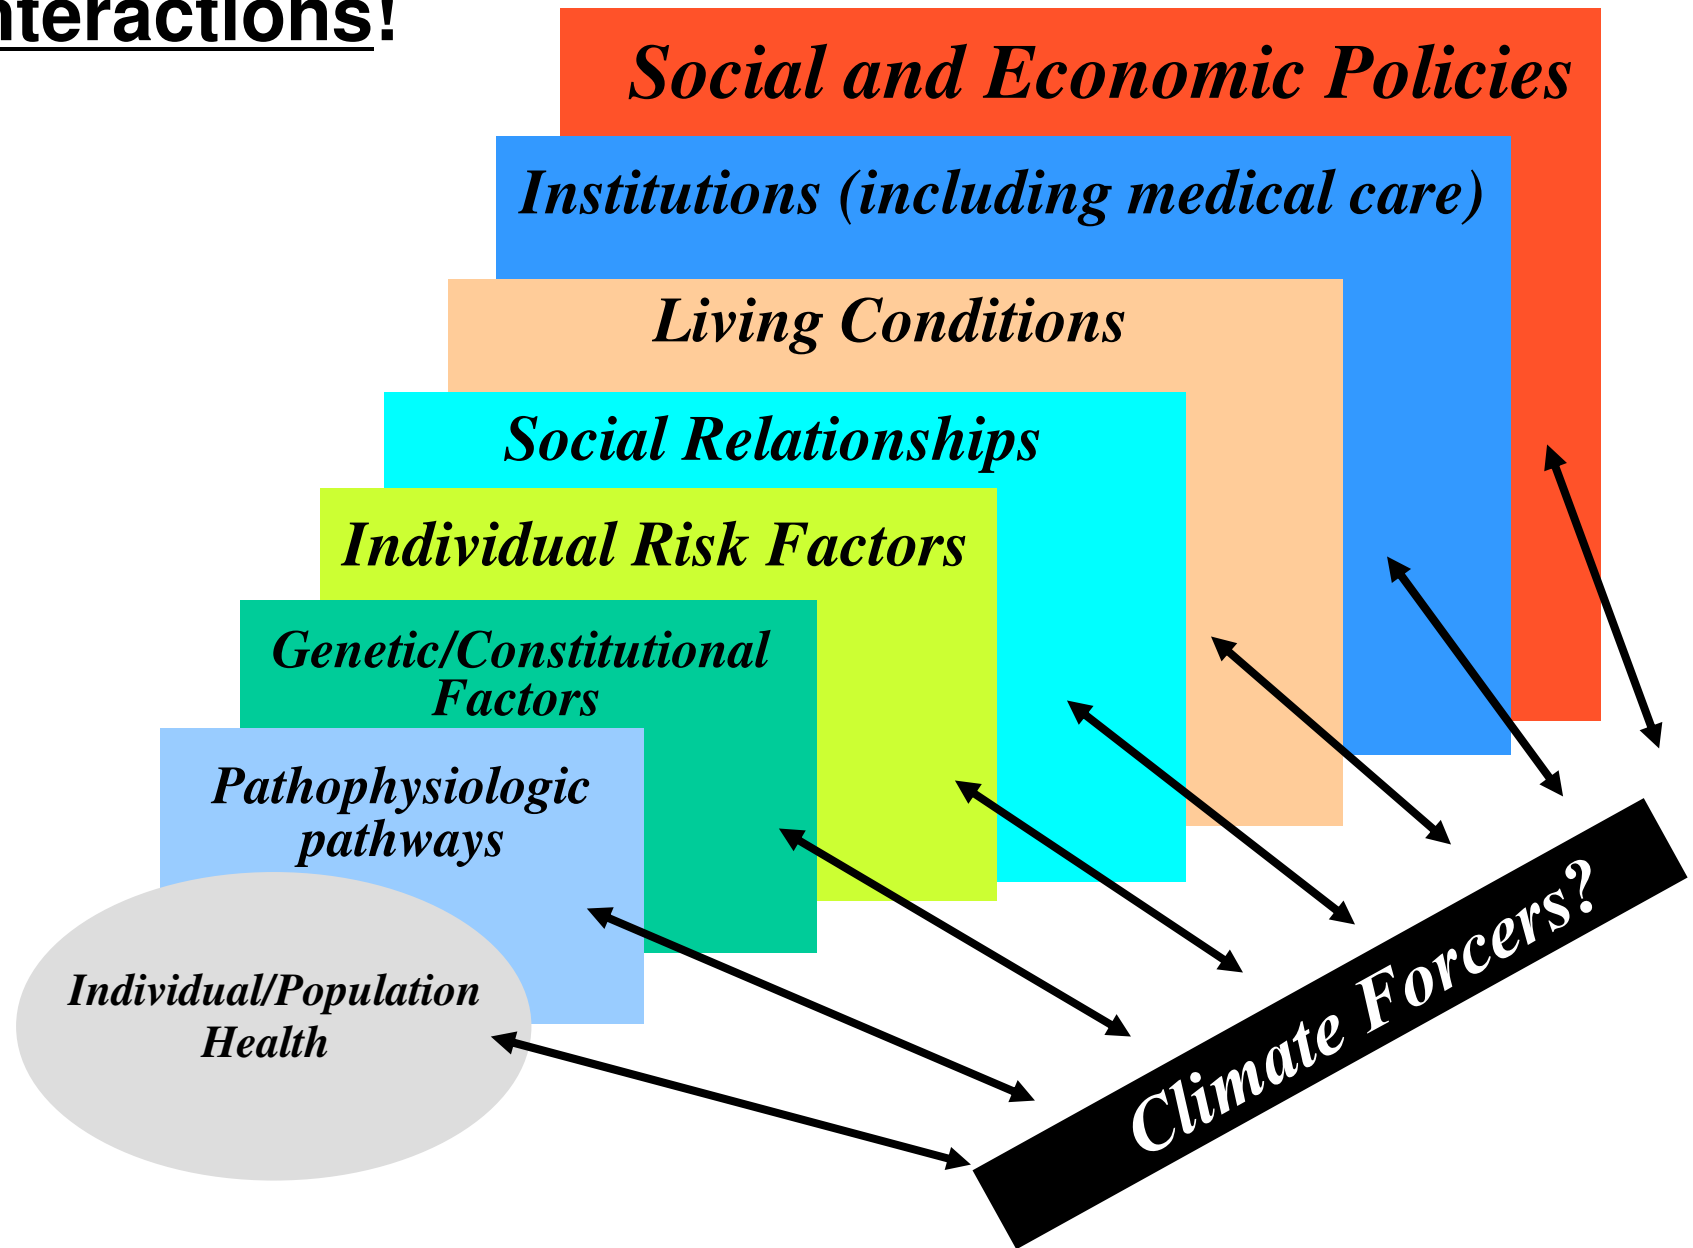 nteractions!
Social and Economic Policies
Institutions (including medical care)
Living Conditions
Social Relationships
Individual Risk Factors
Genetic/Constitutional
Factors
Pathophysiologic
pathways
Individual/Population
Health
Climate Forcers?